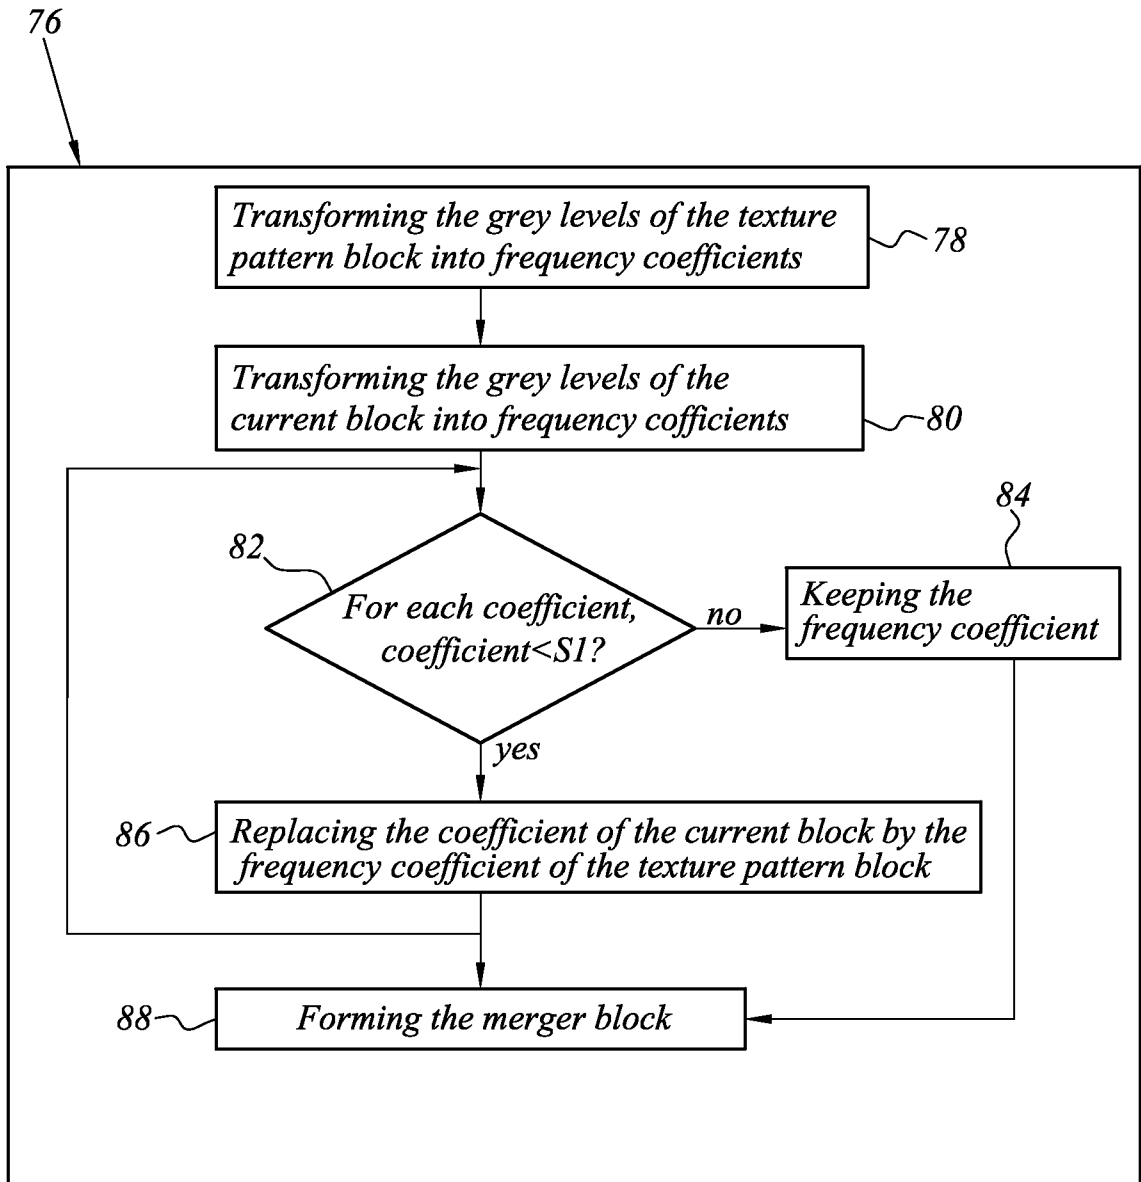 76
Transforming the grey levels of the texture
pattern block into frequency coefficients
78
Transforming the grey levels of the
current block into frequency cofficients
80
82
For each coefficient,
coefficient<S1?
no
84
Keeping the
frequency coefficient
yes
86
Replacing the coefficient of the current block by the
frequency coefficient of the texture pattern block
88
Forming the merger block